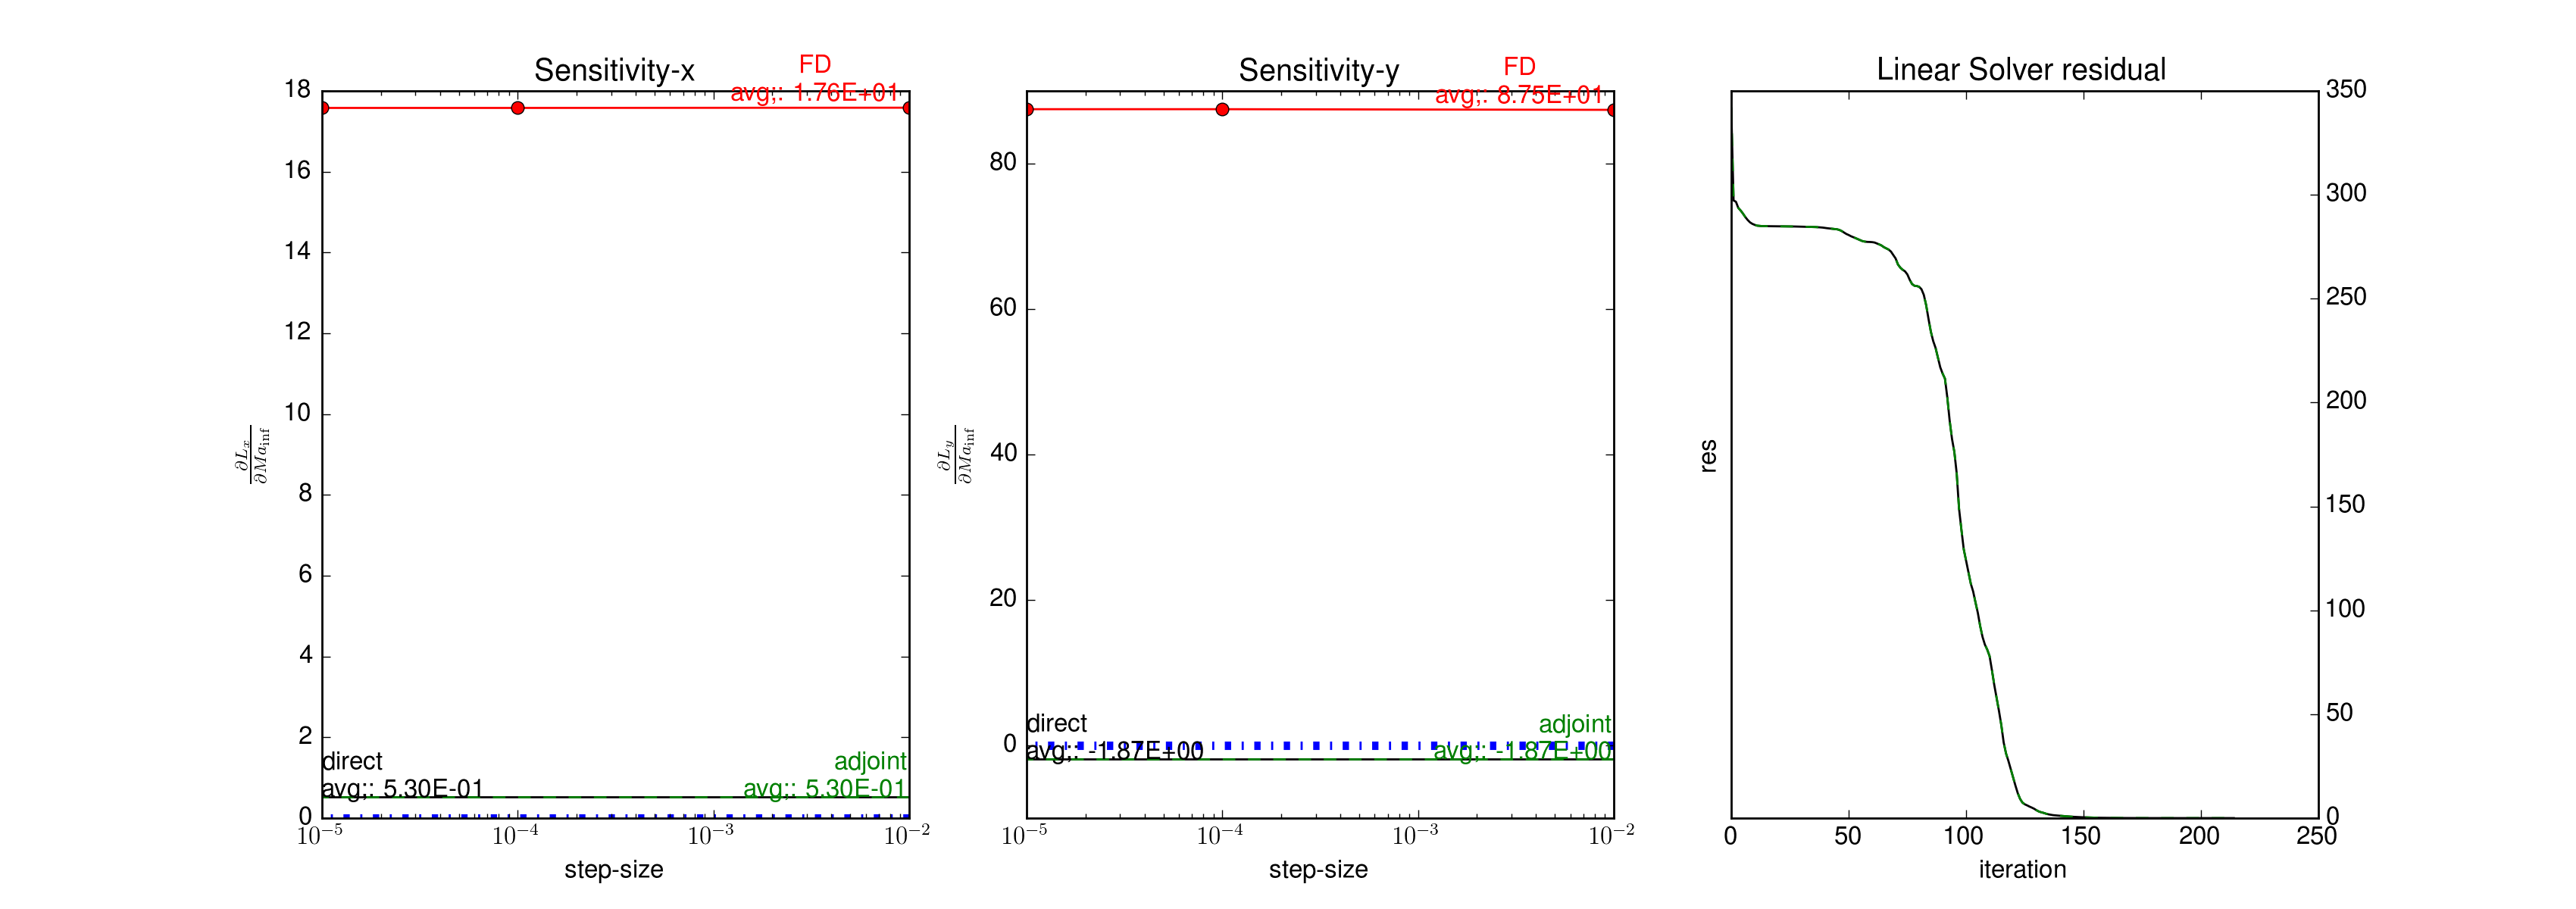 Sensitivity-x
FD
avg;: 1.76E+01
18
16
14
12
10
8
6
4
2
0
∂L_x
∂Ma_inf
direct
avg;: 5.30E-01
adjoint
avg;: 5.30E-01
10^-5
10^-4
10^-3
10^-2
step-size
Sensitivity-y
FD
avg;: 8.75E+01
80
60
40
20
0
∂L_y
∂Ma_inf
direct
avg;: -1.87E+00
adjoint
avg;: -1.87E+00
10^-5
10^-4
10^-3
10^-2
step-size
Linear Solver residual
350
300
250
200
150
100
50
0
res
0
50
100
150
200
250
iteration